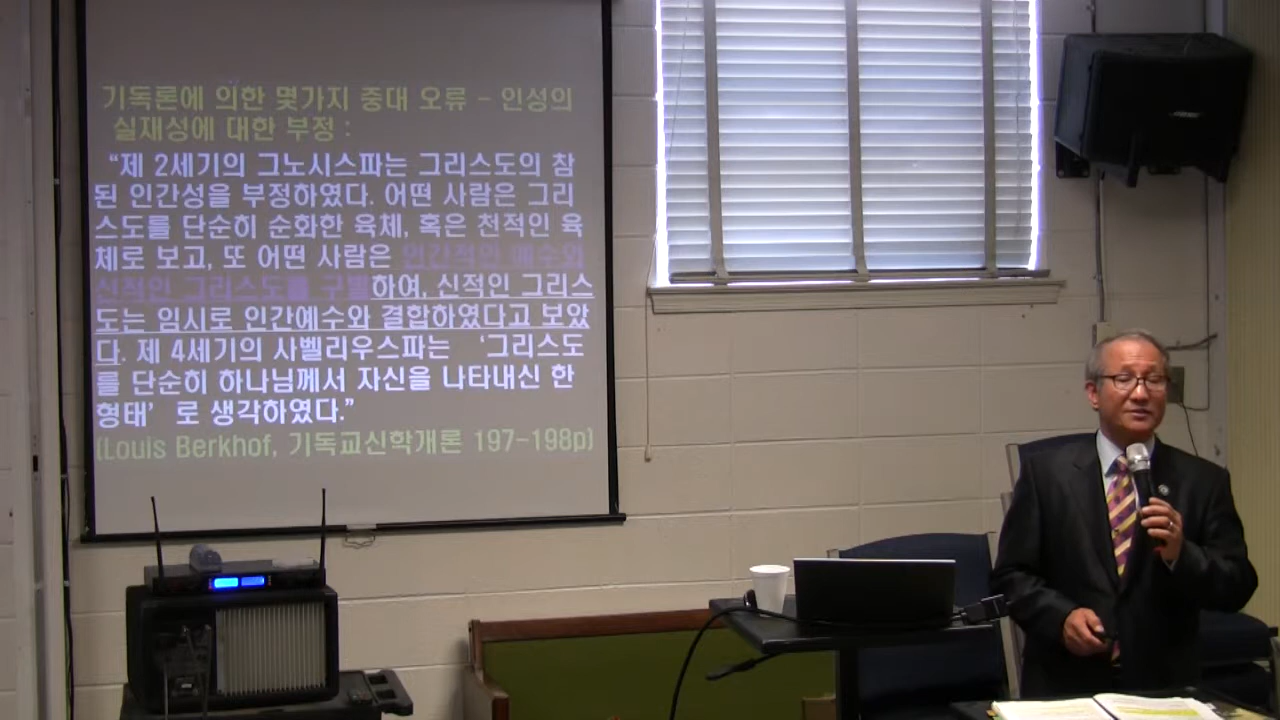 기독론에 의한 몇가지 중대 오류 - 인성의
실재성에 대한 부정 :
“제 2세기의 그노시스파는 그리스도의 참
된 인간성을 부정하였다. 어떤 사람은 그리
스도를 단순히 순화한 육체, 혹은 천적인 육
체로 보고, 또 어떤 사람은 인간적인 예수와
신적인 그리스도를 구별하여, 신적인 그리스
도는 임시로 인간예수와 결합하였다고 보았
다. 제 4세기의 사벨리우스파는 ‘그리스도
를 단순히 하나님께서 자신을 나타내신 한
형태’ 로 생각하였다.”
(Louis Berkhof, 기독교신학개론 197-198p)
BOSE